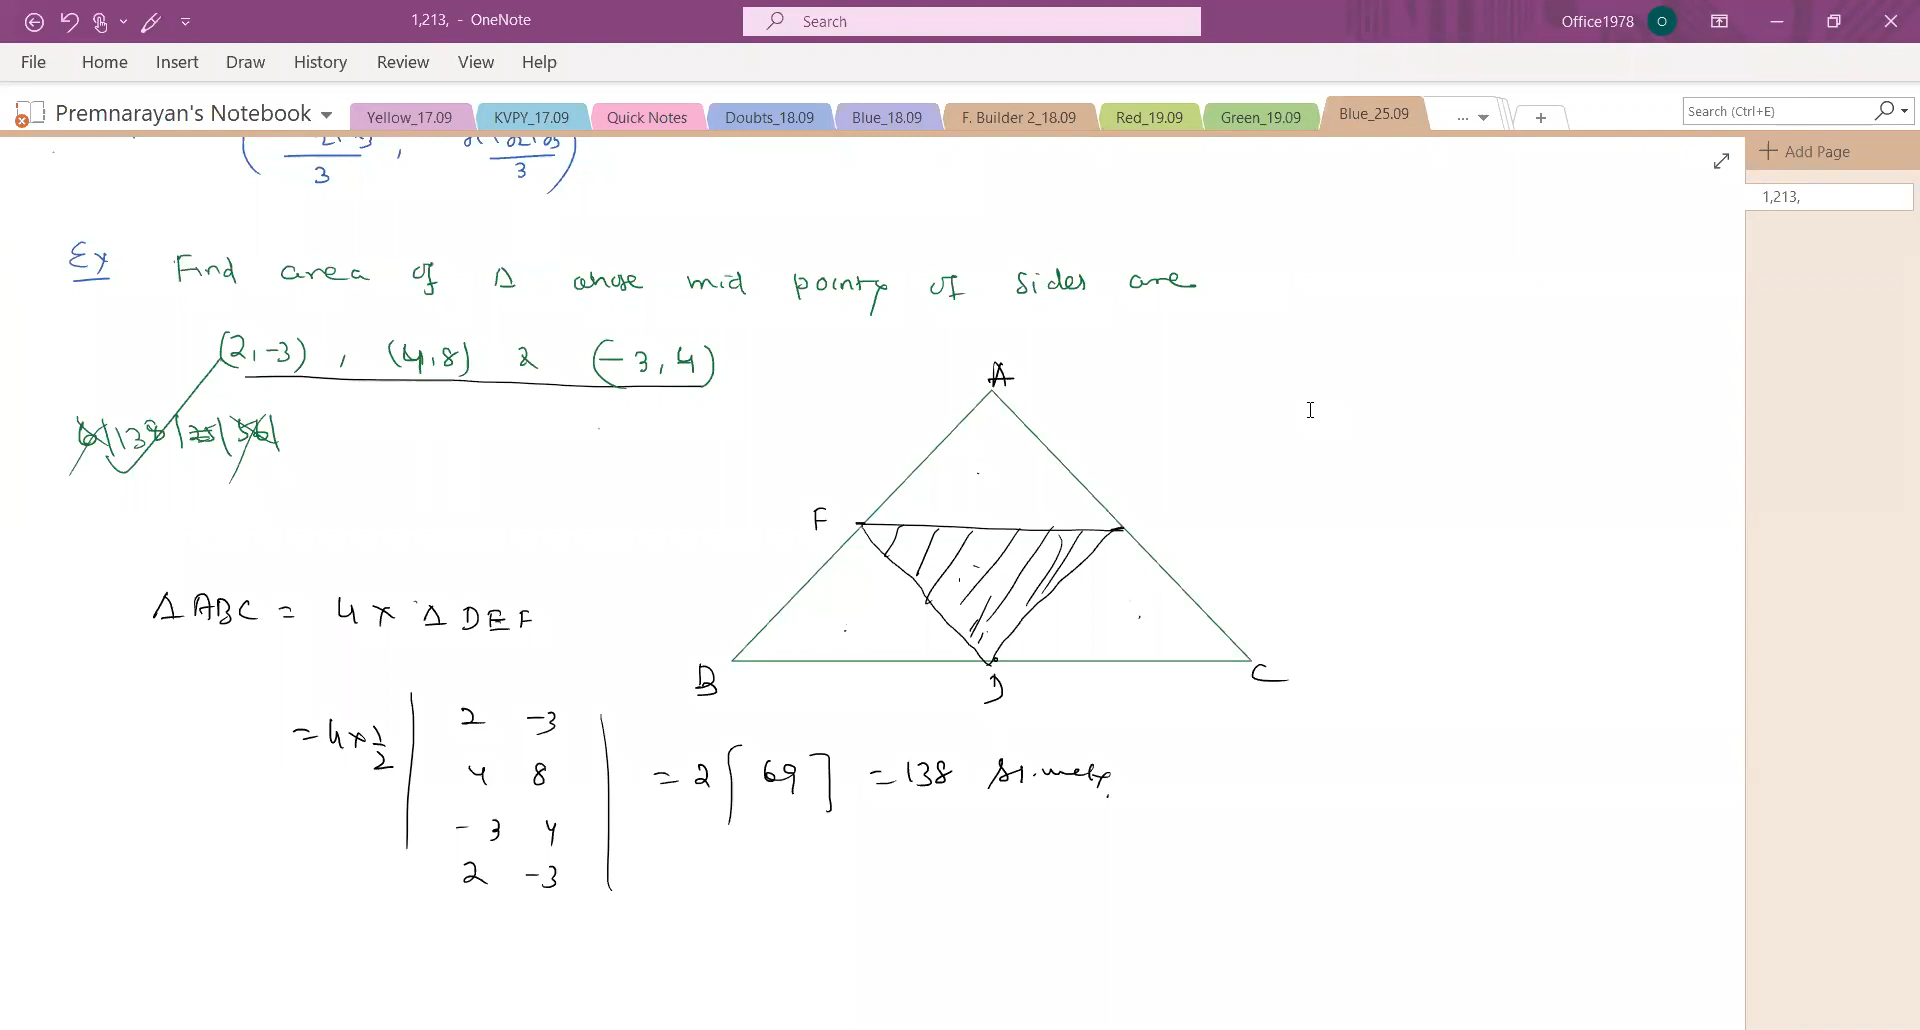 1,213, - OneNote
Search
Office1978 O
File Home Insert Draw History Review View Help
Premnarayan's Notebook
Yellow_17.09 KVPY_17.09 Quick Notes Doubts_18.09 Blue_18.09 F. Builder 2_18.09 Red_19.09 Green_19.09 Blue_25.09 ... +
Search (Ctrl+E)
Add Page
1,213,
3 , 3
Ex Find area of Δ whose mid points of sides are
(2,-3) , (4,8) & (-3,4)
A
F
ΔABC = 4 × Δ DEF
B D C
= 4 × 1/2 | 2 -3
4 8
-3 4
2 -3 | = 2 [69] = 138